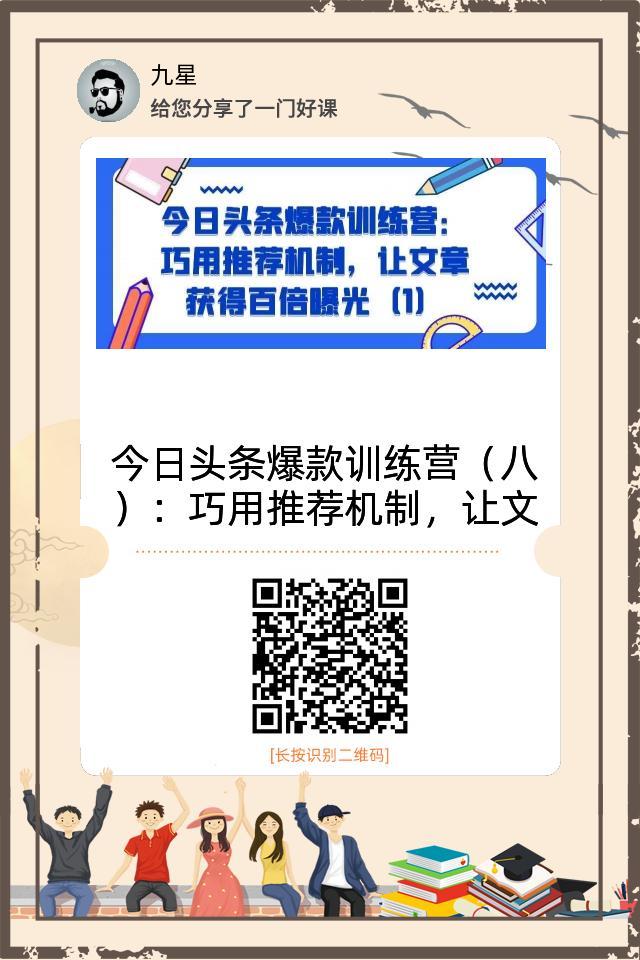 九星
给您分享了一门好课
今日头条爆款训练营：
巧用推荐机制，让文章
获得百倍曝光（1）
今日头条爆款训练营（八
）：巧用推荐机制，让文
[长按识别二维码]